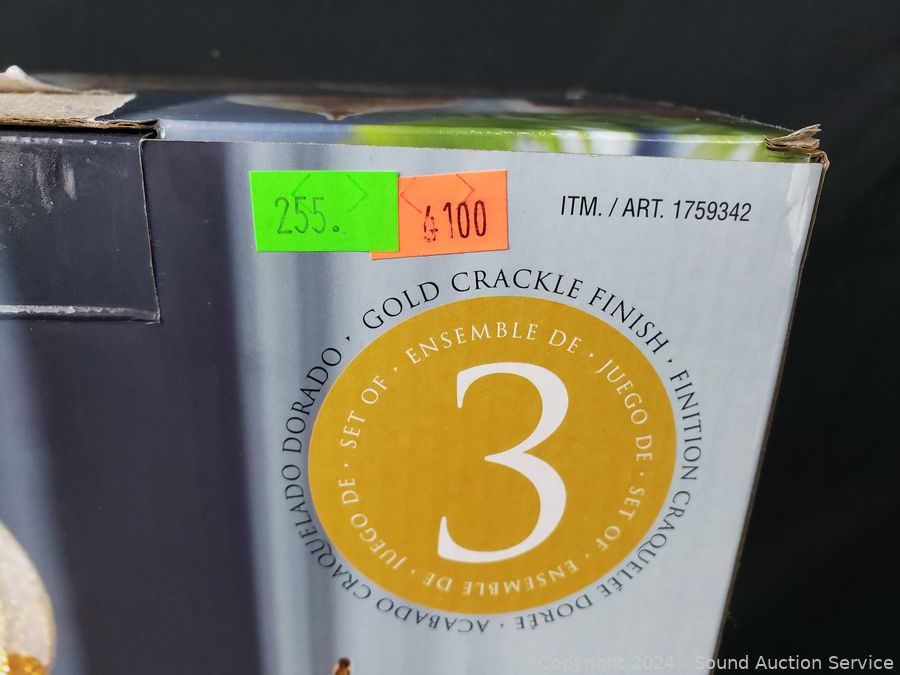 255.
4100
ITM. / ART. 1759342
GOLD CRACKLE FINISH · FINITION CRAQUELÉE DORÉE · ACABADO CRAQUELADO DORADO ·
SET OF · ENSEMBLE DE · JUEGO DE · SET OF · ENSEMBLE DE · JUEGO DE ·
3
Copyright 2024 - Sound Auction Service